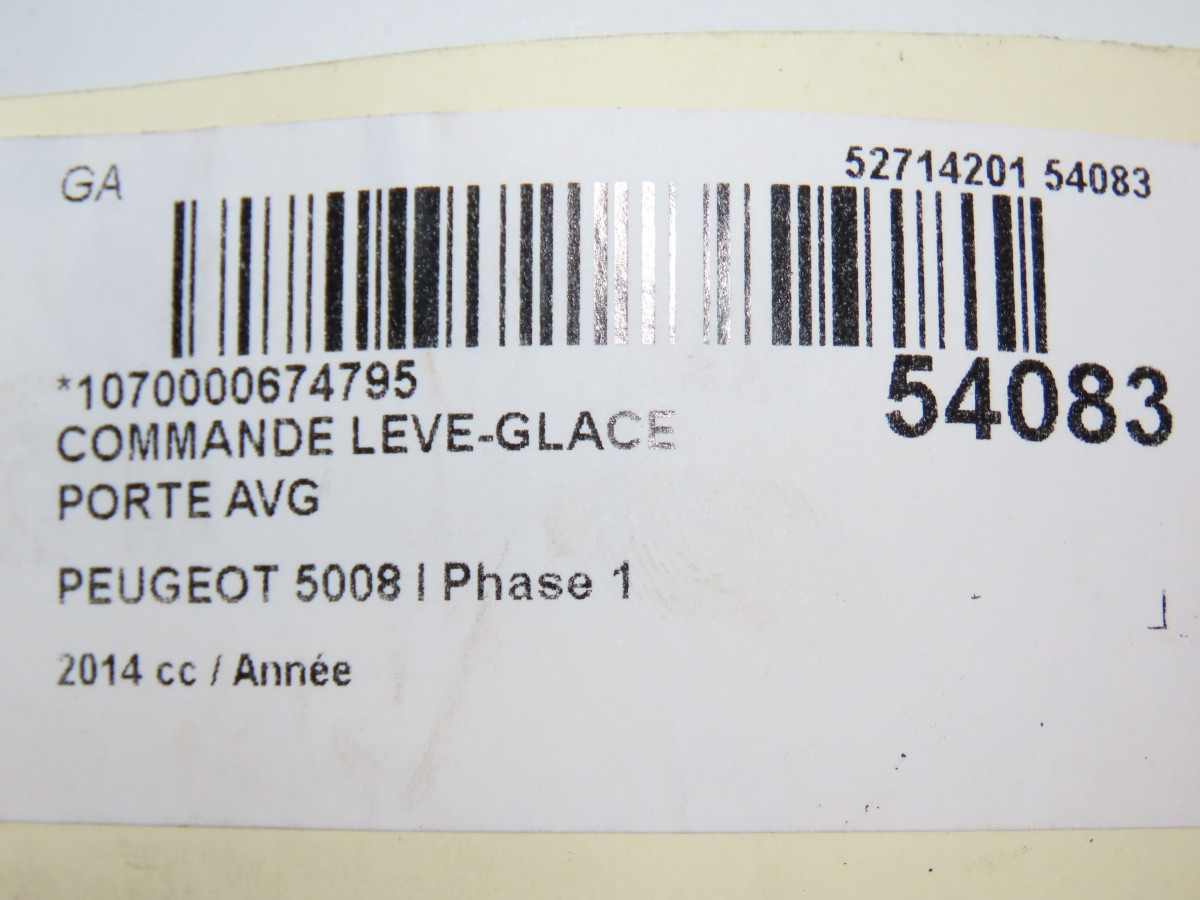 GA
52714201 54083
*1070000674795
54083
COMMANDE LEVE-GLACE
PORTE AVG
PEUGEOT 5008 I Phase 1
2014 cc / Année